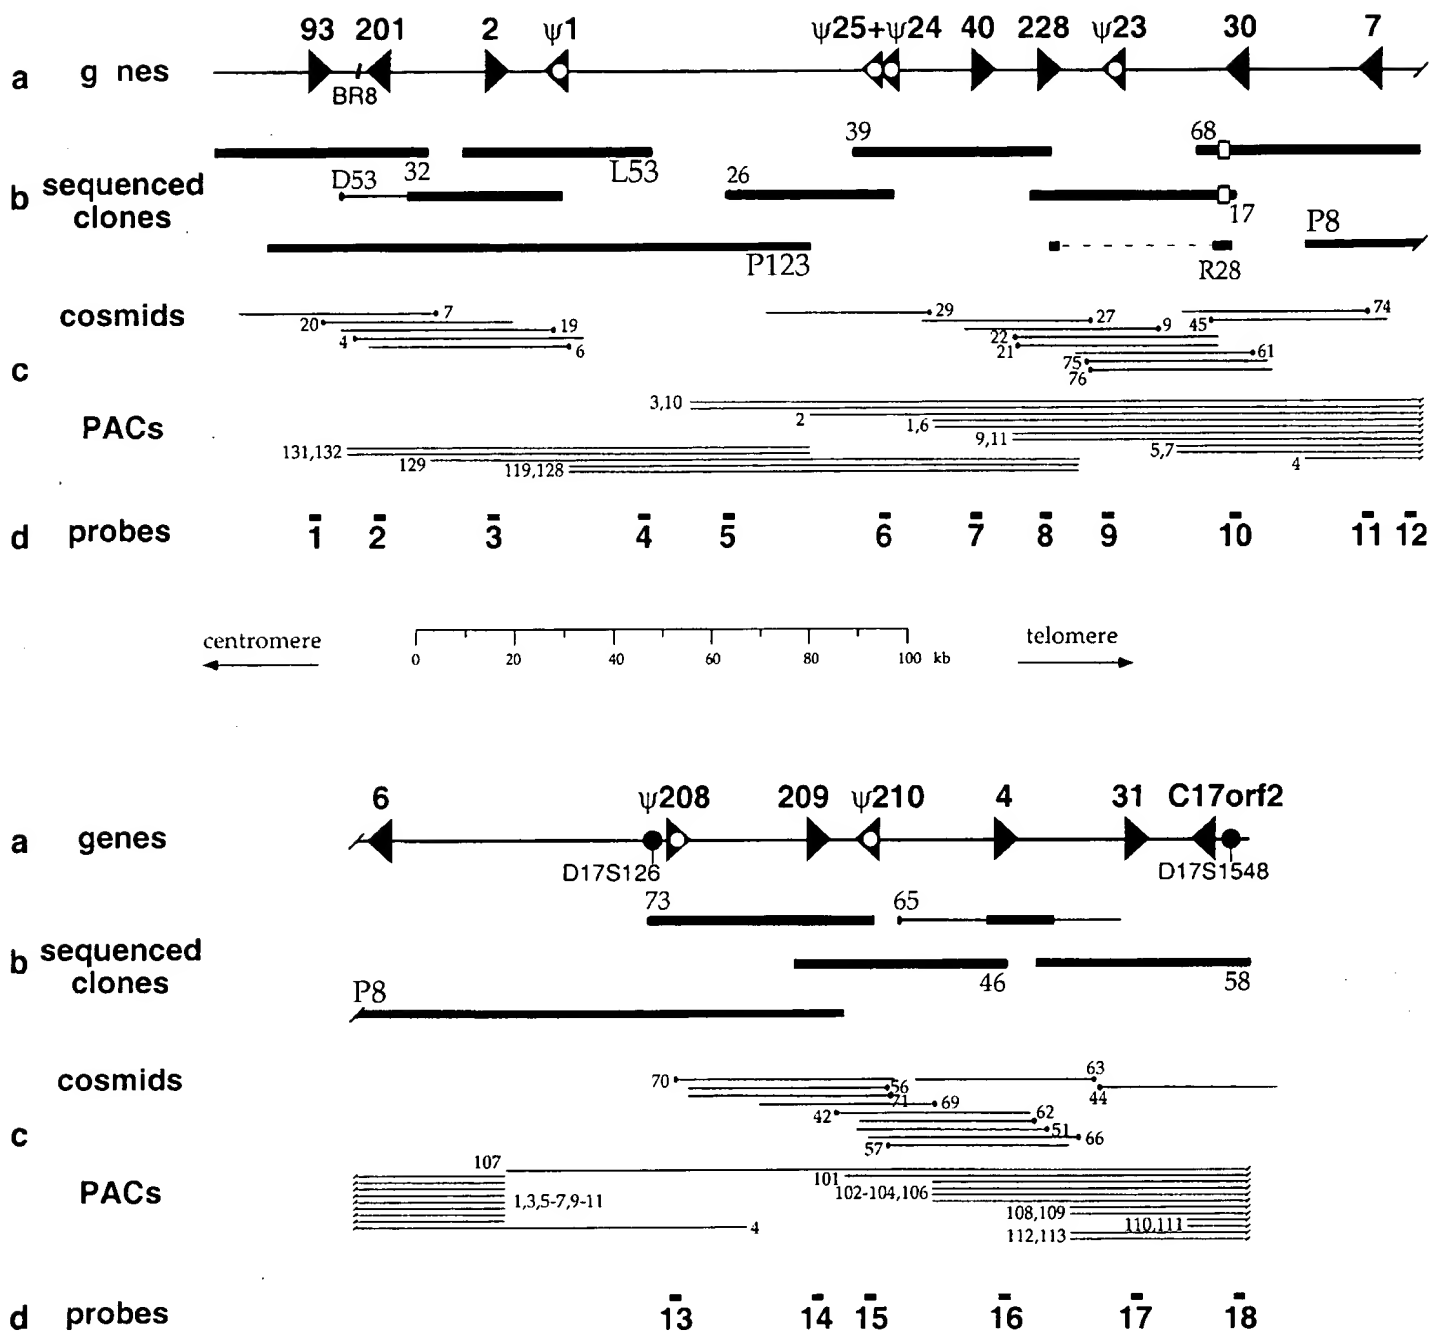 93 201 2 ψ1 ψ25+ψ24 40 228 ψ23 30 7
a g nes
BR8
39 68
32 L53
b sequenced clones
D53 26 17
P8
P123 R28
cosmids
7 29 27 74
20 19 9 45
4 22
6 21 61
c
75
76
PACs
3,10
2 1,6
9,11
131,132 5,7
129 119,128 4
d probes
1 2 3 4 5 6 7 8 9 10 11 12
centromere telomere
0 20 40 60 80 100 kb
6 ψ208 209 ψ210 4 31 C17orf2
a genes
D17S126 D17S1548
73 65
b sequenced clones
46 58
P8
cosmids
70 56 63
71 69 44
42 62
c
51
57 66
PACs
107
101
1,3,5-7,9-11 102-104,106
108,109
110,111
4 112,113
d probes
13 14 15 16 17 18